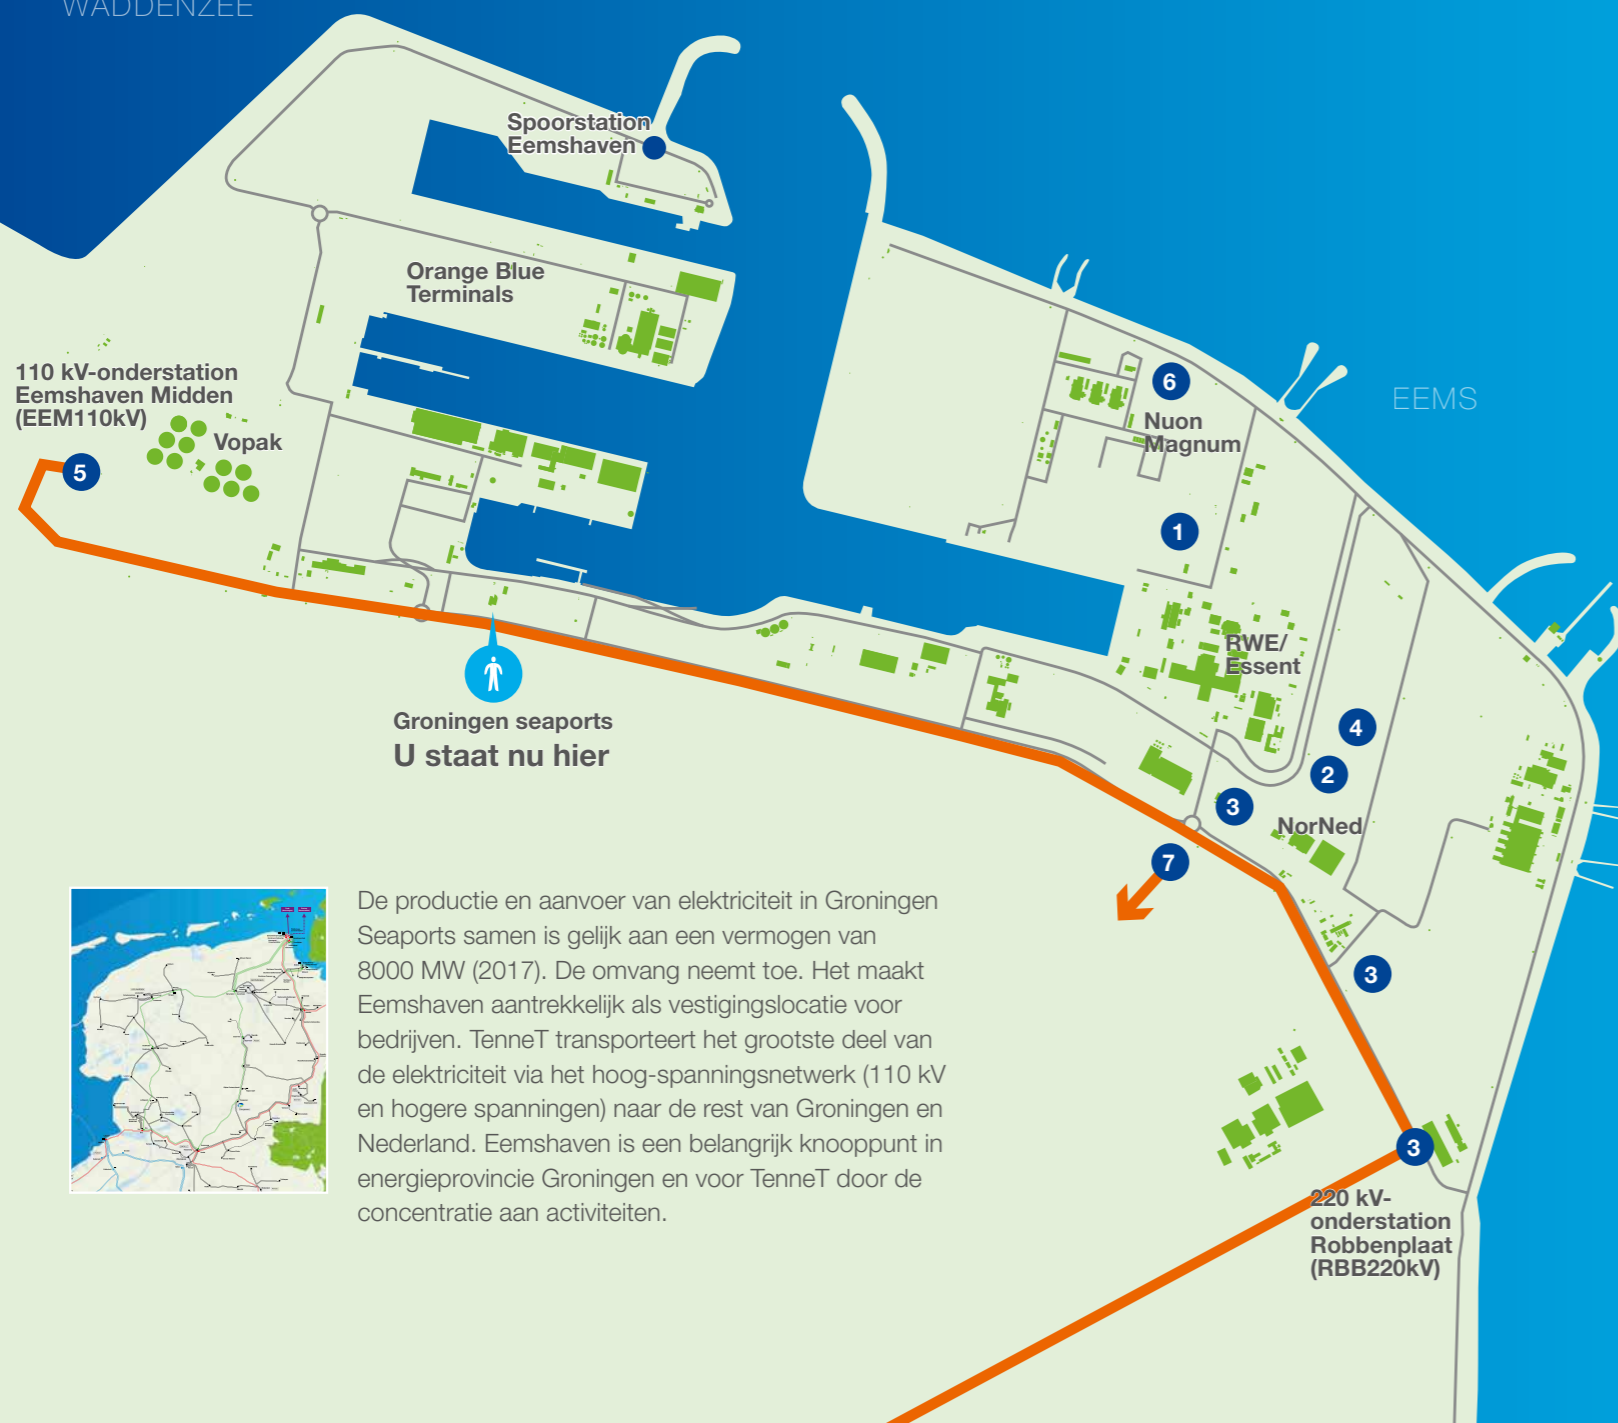 WADDENZEE
Spoorstation
Eemshaven
Orange Blue
Terminals
110 kV-onderstation
Eemshaven Midden
(EEM110kV)
Vopak
5
6
Nuon
Magnum
EEMS
1
RWE/
Essent
Groningen seaports
U staat nu hier
4
2
3
NorNed
7
De productie en aanvoer van elektriciteit in Groningen
Seaports samen is gelijk aan een vermogen van
8000 MW (2017). De omvang neemt toe. Het maakt
Eemshaven aantrekkelijk als vestigingslocatie voor
bedrijven. TenneT transporteert het grootste deel van
de elektriciteit via het hoog-spanningsnetwerk (110 kV
en hogere spanningen) naar de rest van Groningen en
Nederland. Eemshaven is een belangrijk knooppunt in
energieprovincie Groningen en voor TenneT door de
concentratie aan activiteiten.
3
3
220 kV-
onderstation
Robbenplaat
(RBB220kV)